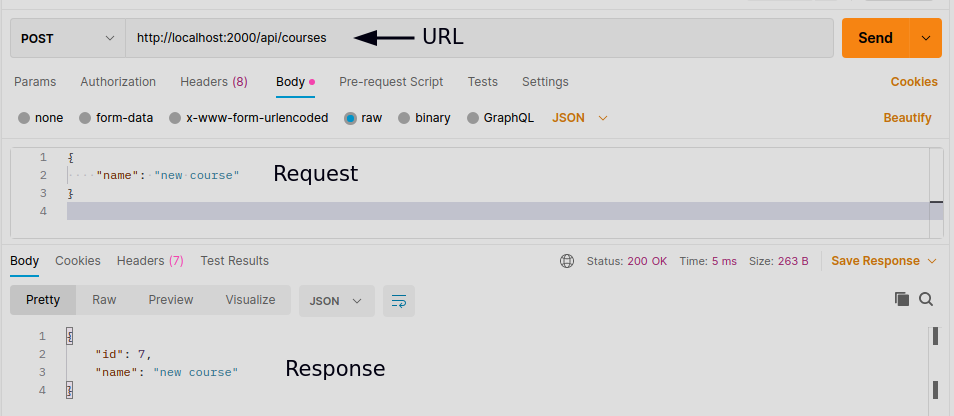 POST http://localhost:2000/api/courses URL Send
Params Authorization Headers (8) Body Pre-request Script Tests Settings Cookies
none form-data x-www-form-urlencoded raw binary GraphQL JSON Beautify
1 {
2 "name": "new course" Request
3 }
4
Body Cookies Headers (7) Test Results Status: 200 OK Time: 5 ms Size: 263 B Save Response
Pretty Raw Preview Visualize JSON
1 {
2 "id": 7,
3 "name": "new course" Response
4 }